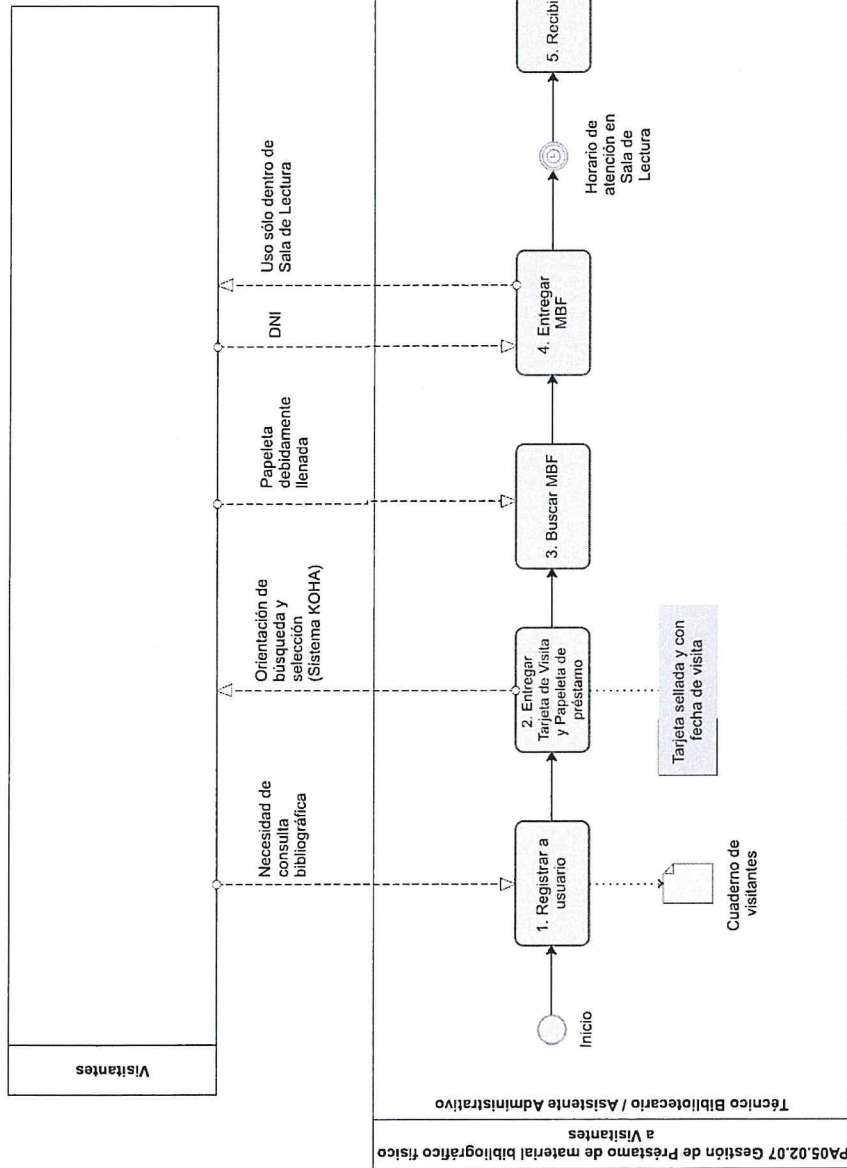 Visitantes
Necesidad de
consulta
bibliográfica
Orientación de
búsqueda y
selección
(Sistema KOHA)
Papeleta
debidamente
llenada
DNI
Uso sólo dentro de
Sala de Lectura
PA05.02.07 Gestión de Préstamo de material bibliográfico físico
a Visitantes
Técnico Bibliotecario / Asistente Administrativo
Inicio
1. Registrar a
usuario
Cuaderno de
visitantes
2. Entregar
Tarjeta de Visita
y Papeleta de
préstamo
Tarjeta sellada y con
fecha de visita
3. Buscar MBF
4. Entregar
MBF
Horario de
atención en
Sala de
Lectura
5. Recibi